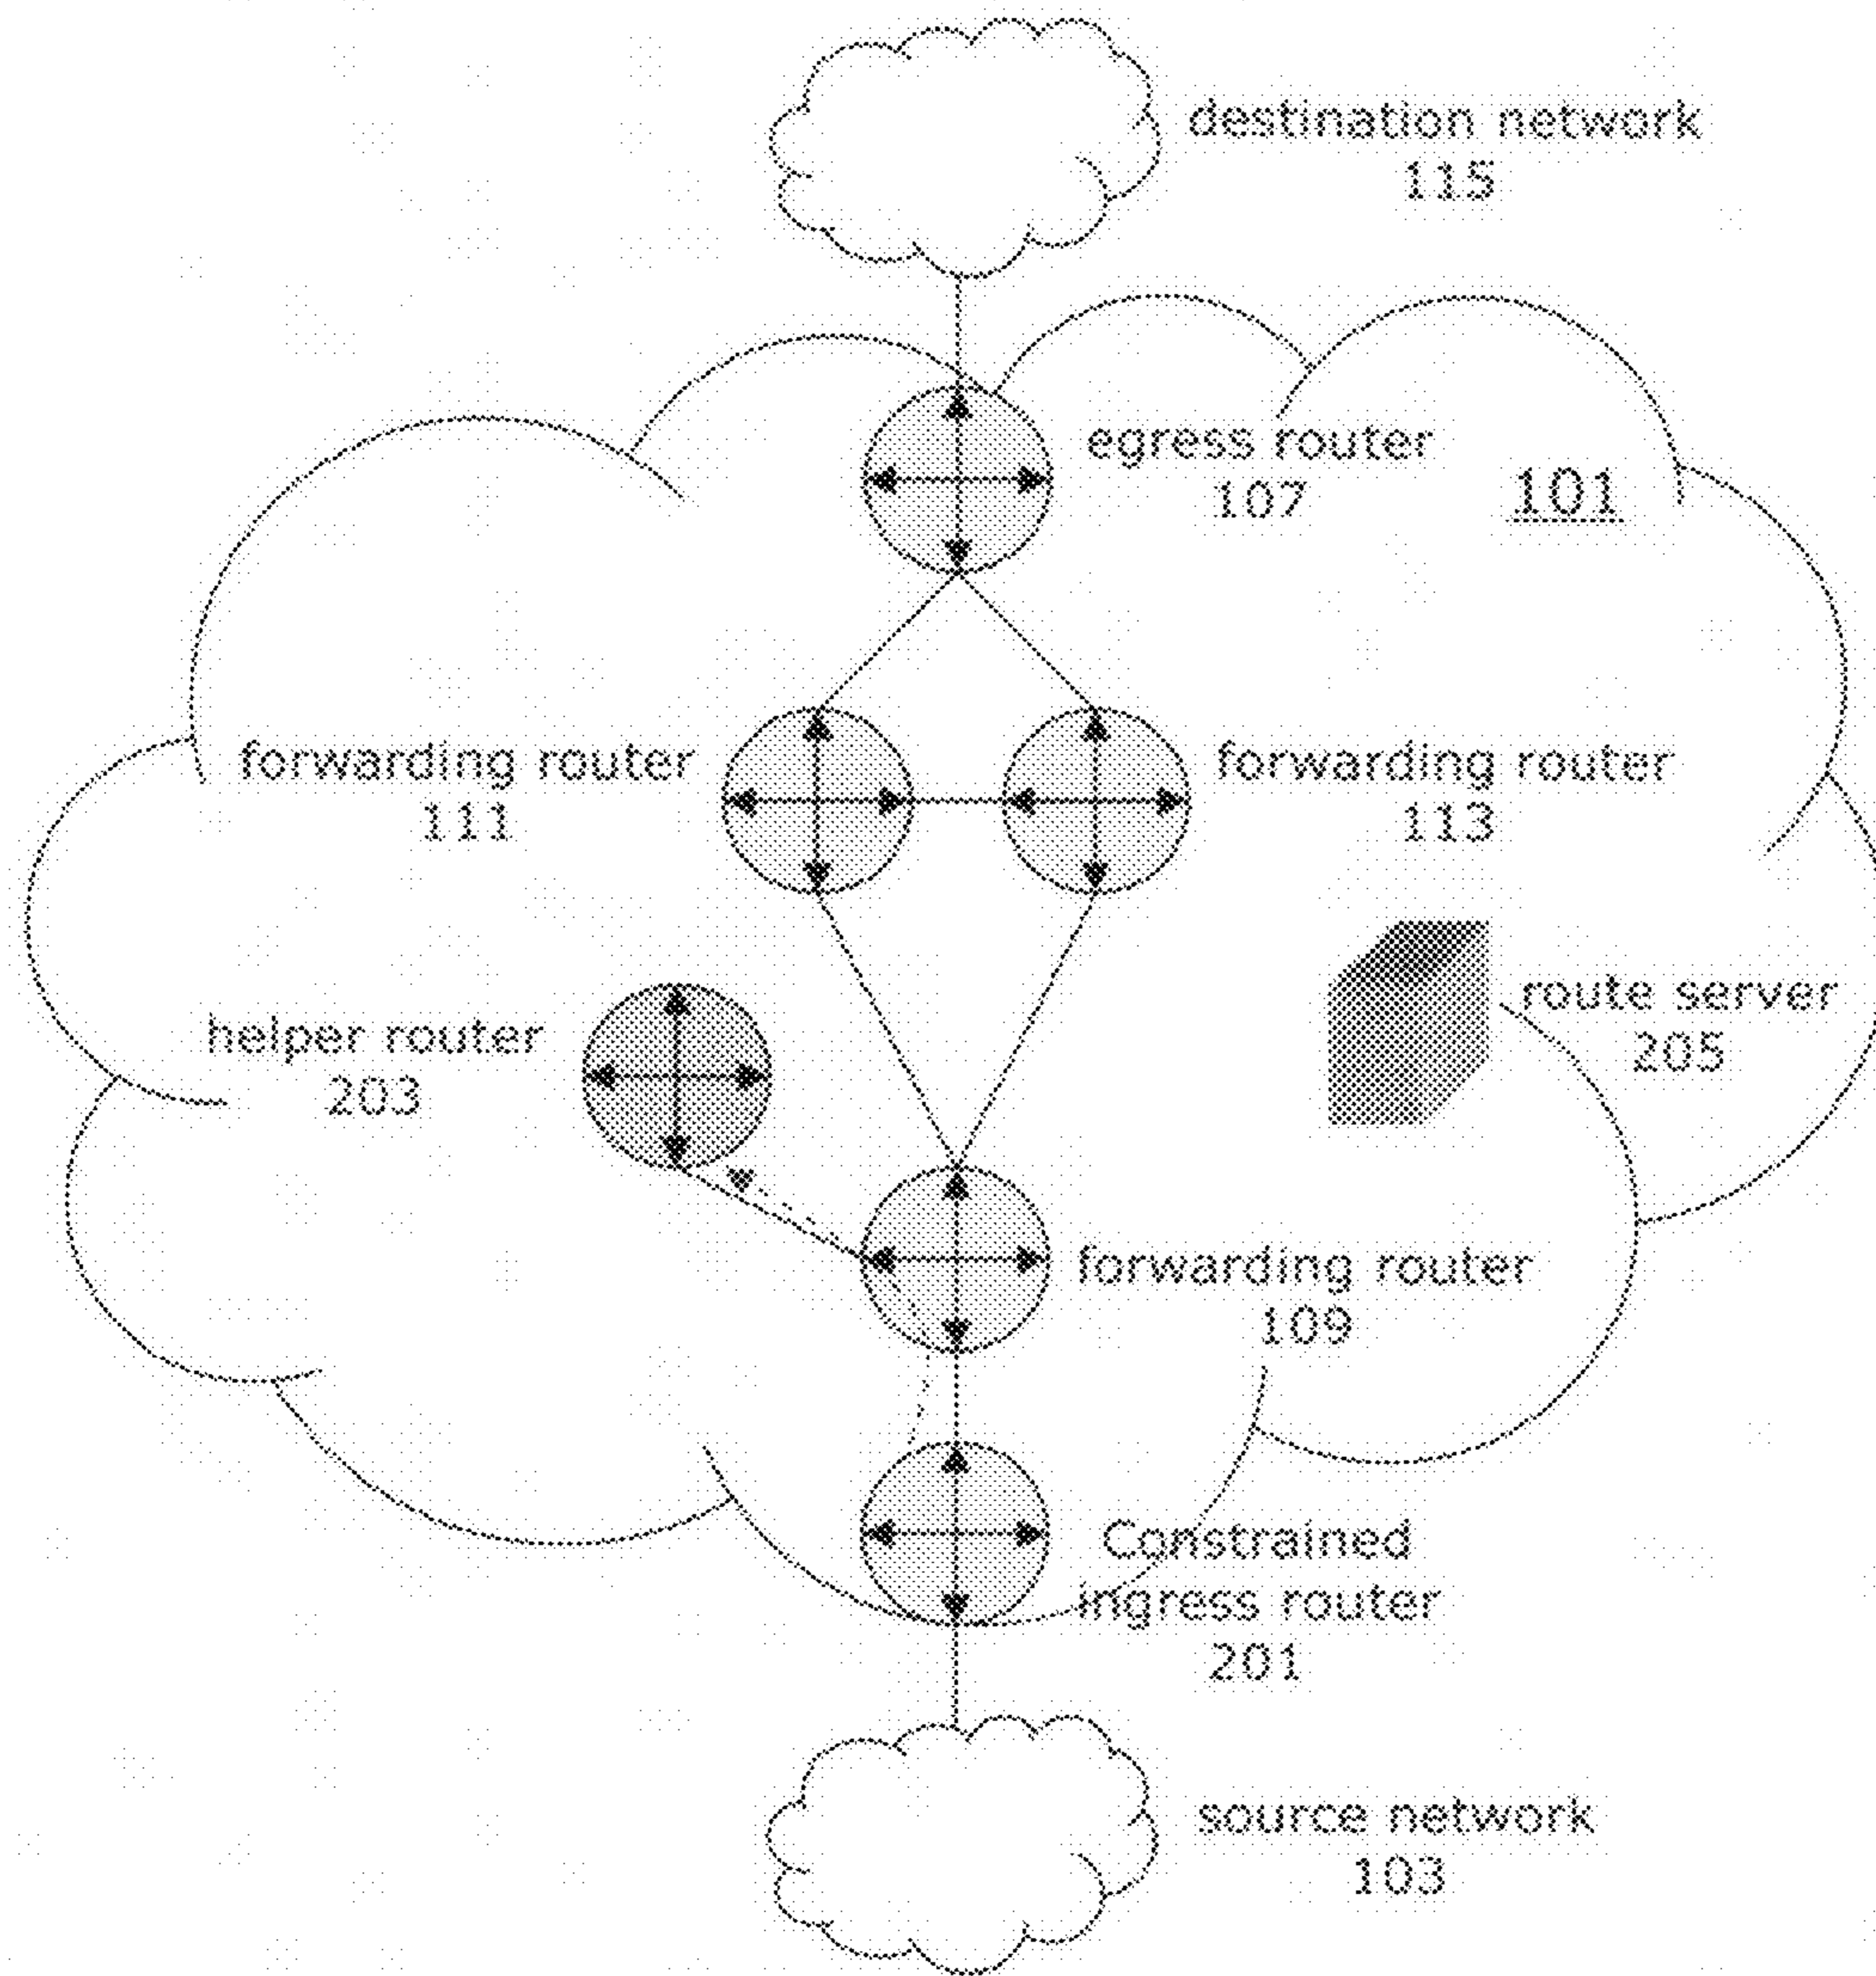 destination network
115
egress router
107
101
forwarding router
111
forwarding router
113
route server
205
helper router
203
forwarding router
109
Constrained
ingress router
201
source network
103